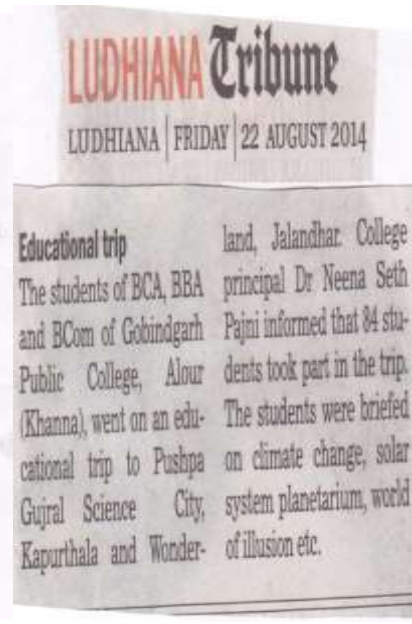 LUDHIANA Tribune
LUDHIANA | FRIDAY | 22 AUGUST 2014
Educational trip
The students of BCA, BBA
and BCom of Gobindgarh
Public College, Alour
(Khanna), went on an edu-
cational trip to Pushpa
Gujral Science City,
Kapurthala and Wonder-
land, Jalandhar. College
principal Dr Neena Seth
Pajni informed that 84 stu-
dents took part in the trip.
The students were briefed
on climate change, solar
system planetarium, world
of illusion etc.